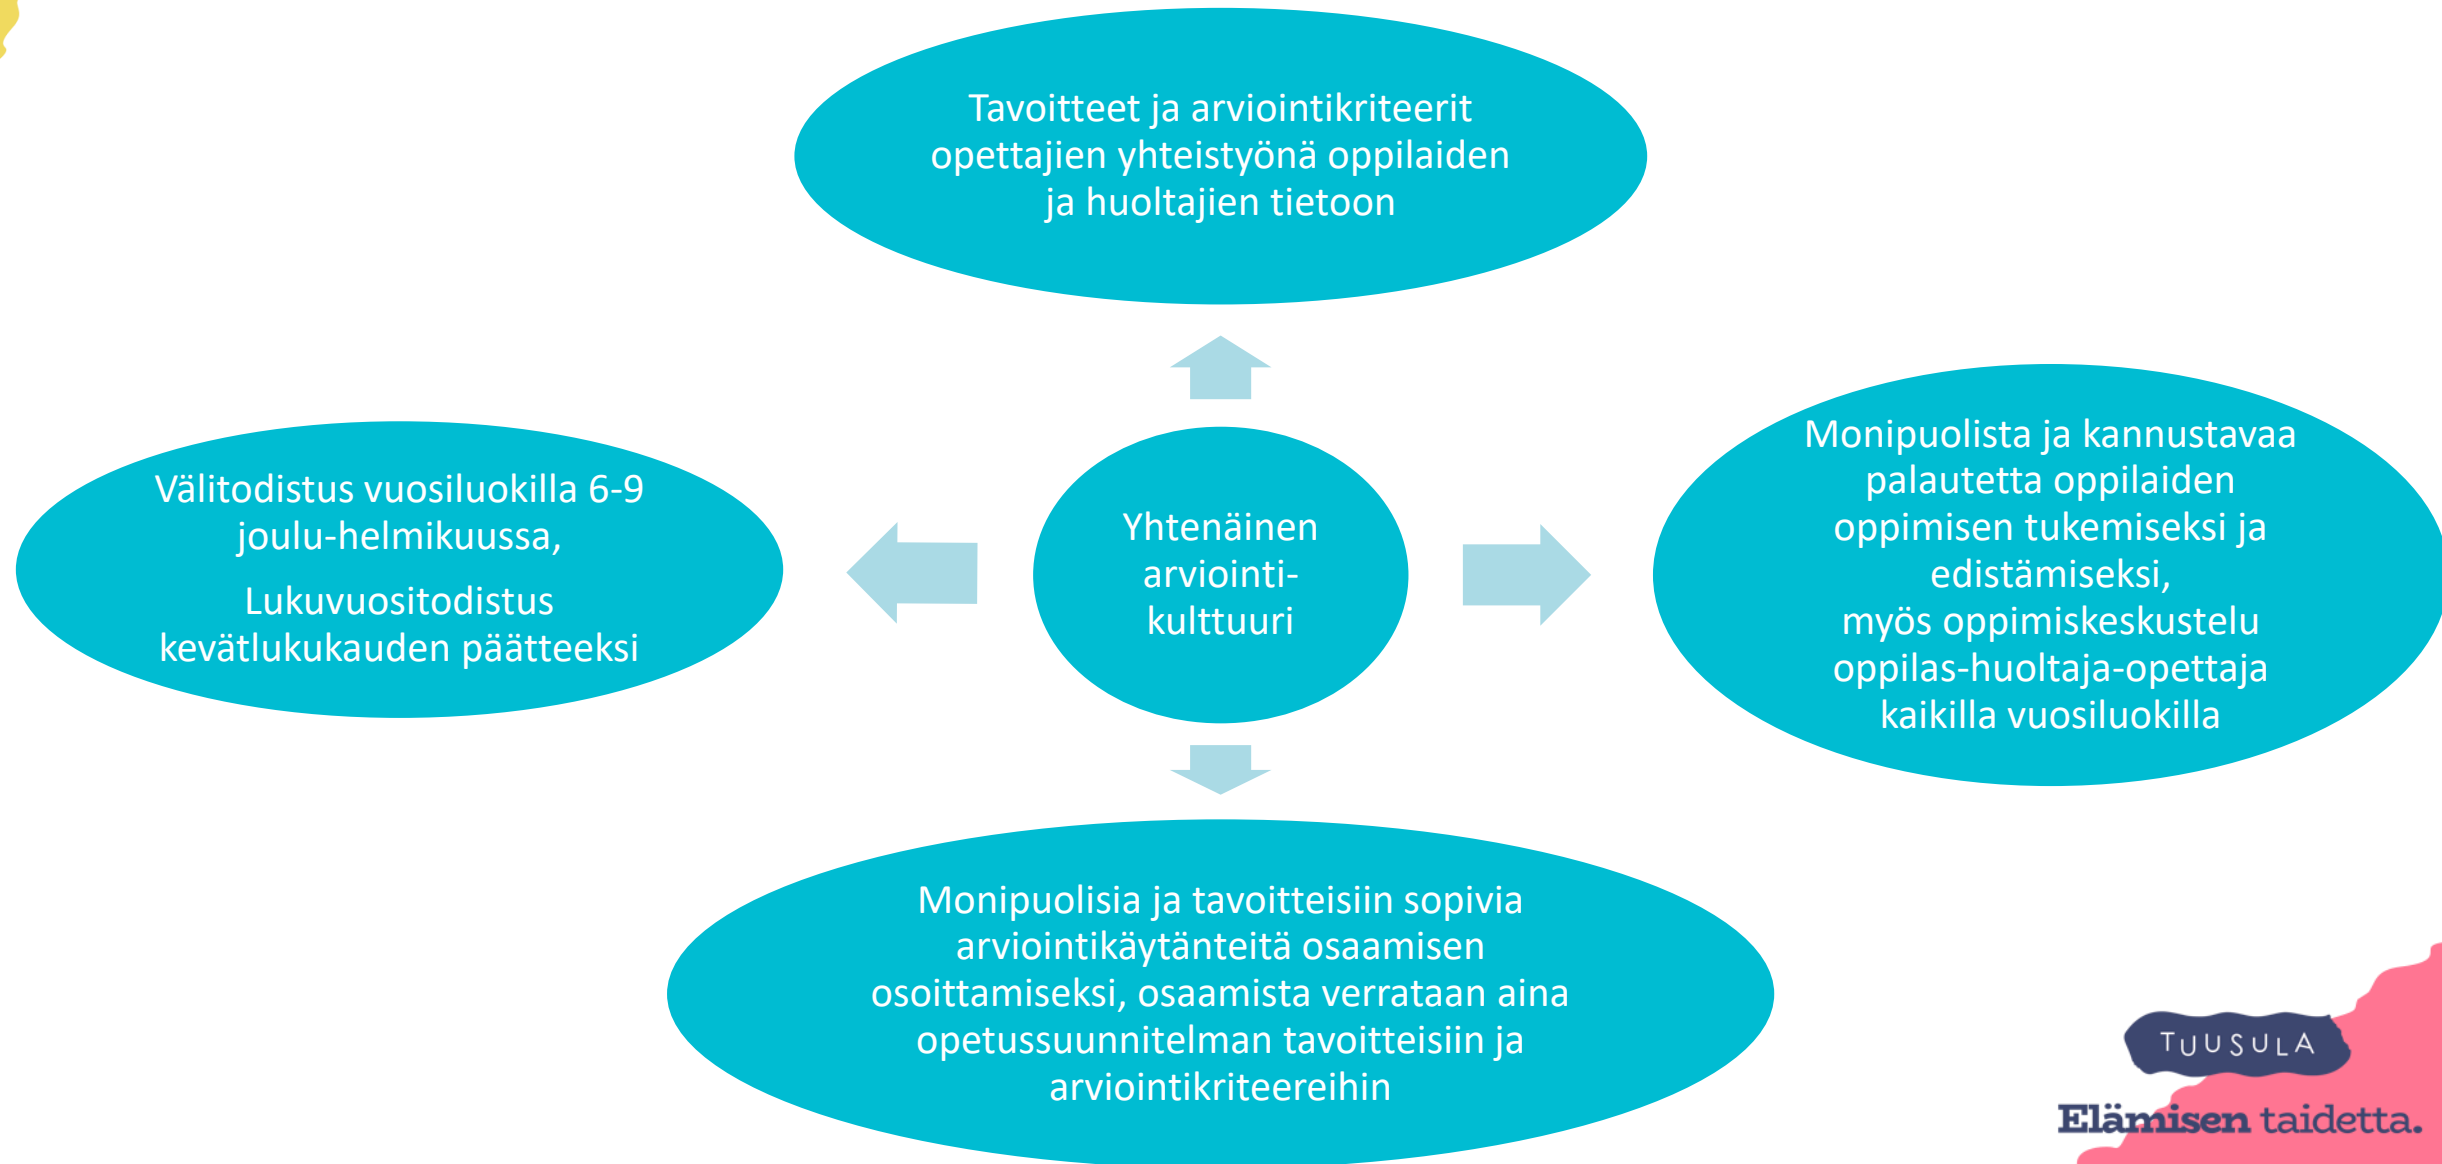 Tavoitteet ja arviointikriteerit
opettajien yhteistyönä oppilaiden
ja huoltajien tietoon
Välitodistus vuosiluokilla 6-9
joulu-helmikuussa,
Lukuvuositodistus
kevätlukukauden päätteeksi
Yhtenäinen
arviointi-
kulttuuri
Monipuolista ja kannustavaa
palautetta oppilaiden
oppimisen tukemiseksi ja
edistämiseksi,
myös oppimiskeskustelu
oppilas-huoltaja-opettaja
kaikilla vuosiluokilla
Monipuolisia ja tavoitteisiin sopivia
arviointikäytänteitä osaamisen
osoittamiseksi, osaamista verrataan aina
opetussuunnitelman tavoitteisiin ja
arviointikriteereihin
TUUSULA
Elämisen taidetta.